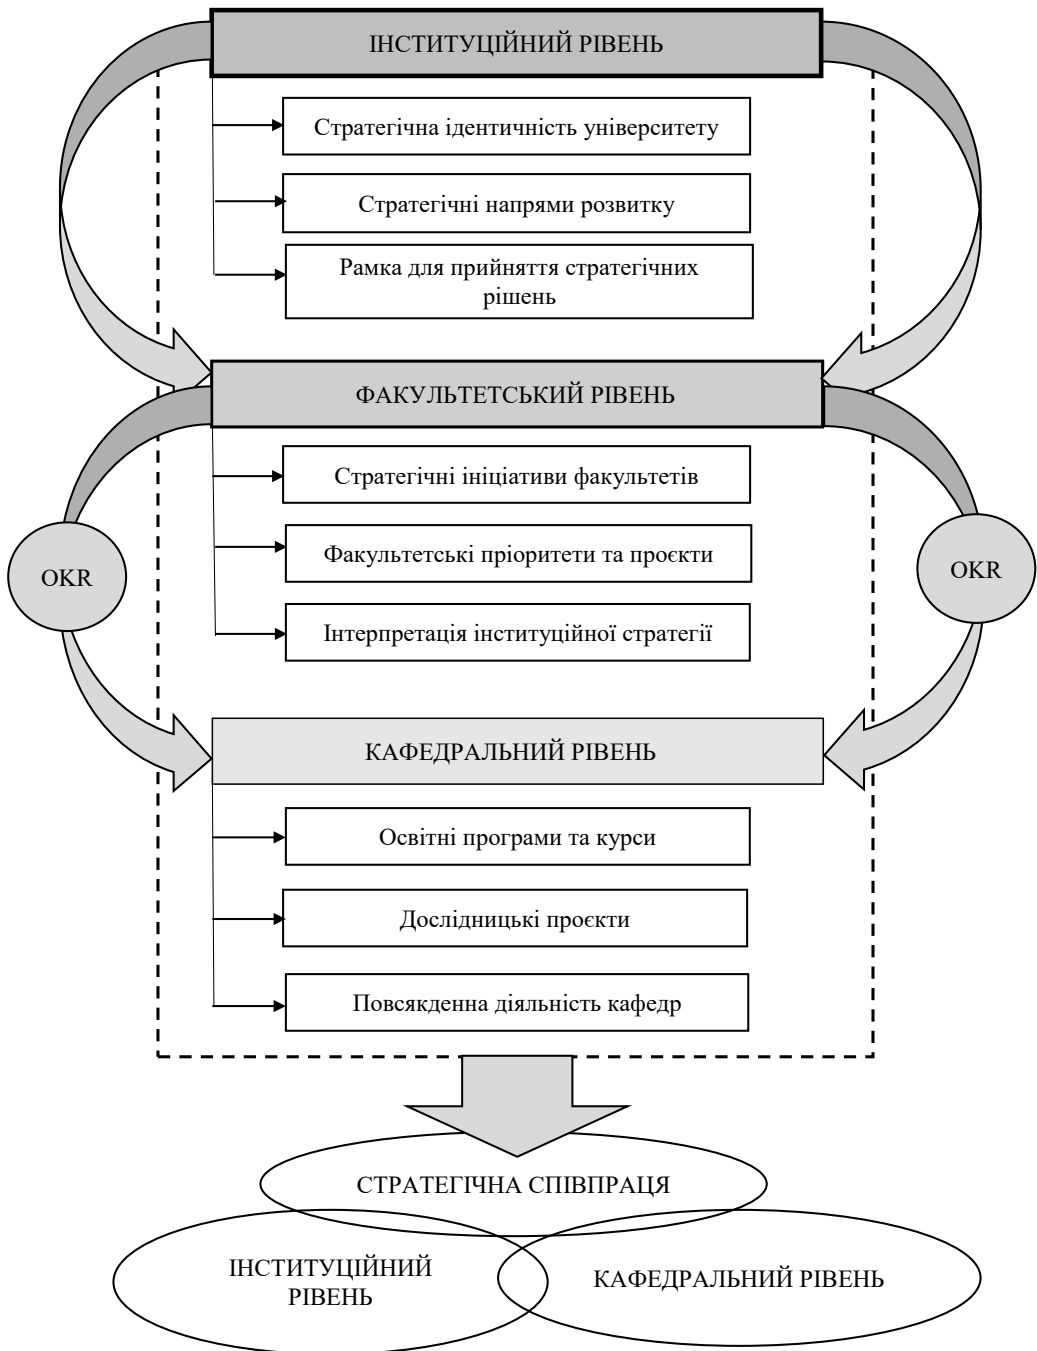 ІНСТИТУЦІЙНИЙ РІВЕНЬ
Стратегічна ідентичність університету
Стратегічні напрями розвитку
Рамка для прийняття стратегічних
рішень
ФАКУЛЬТЕТСЬКИЙ РІВЕНЬ
Стратегічні ініціативи факультетів
Факультетські пріоритети та проєкти
OKR
OKR
Інтерпретація інституційної стратегії
КАФЕДРАЛЬНИЙ РІВЕНЬ
Освітні програми та курси
Дослідницькі проєкти
Повсякденна діяльність кафедр
СТРАТЕГІЧНА СПІВПРАЦЯ
ІНСТИТУЦІЙНИЙ
РІВЕНЬ
КАФЕДРАЛЬНИЙ РІВЕНЬ